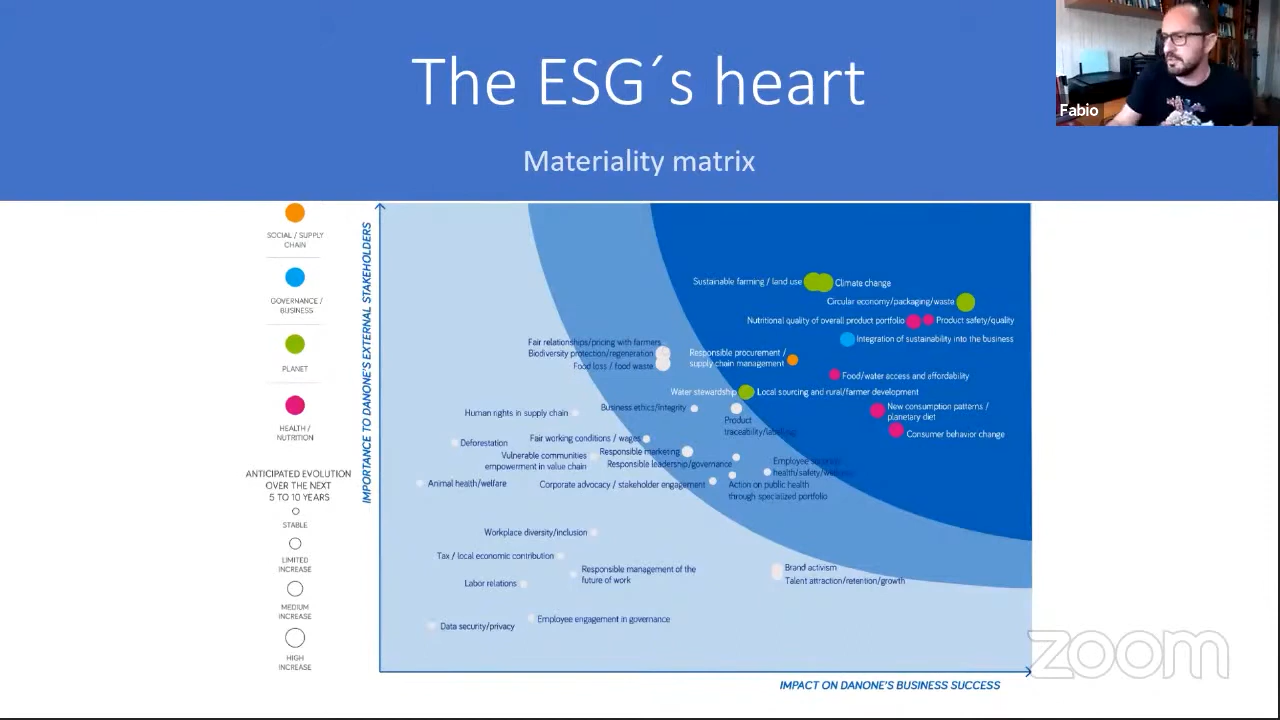 The ESG´s heart
Materiality matrix
Fabio
SOCIAL / SUPPLY
CHAIN
GOVERNANCE /
BUSINESS
PLANET
HEALTH /
NUTRITION
ANTICIPATED EVOLUTION
OVER THE NEXT
5 TO 10 YEARS
STABLE
LIMITED
INCREASE
MEDIUM
INCREASE
HIGH
INCREASE
IMPORTANCE TO DANONE'S EXTERNAL STAKEHOLDERS
Sustainable farming / land use
Climate change
Circular economy/packaging/waste
Nutritional quality of overall product portfolio
Product safety/quality
Integration of sustainability into the business
Fair relationships/pricing with farmers
Biodiversity protection/regeneration
Food loss / food waste
Responsible procurement /
supply chain management
Food/water access and affordability
Water stewardship
Local sourcing and rural/farmer development
Human rights in supply chain
Business ethics/integrity
Product
traceability/labelling
New consumption patterns /
planetary diet
Consumer behavior change
Deforestation
Fair working conditions / wages
Vulnerable communities
empowerment in value chain
Responsible marketing
Responsible leadership/governance
Employee
health/safety/
Animal health/welfare
Corporate advocacy / stakeholder engagement
Action on public health
through specialized portfolio
Workplace diversity/inclusion
Tax / local economic contribution
Responsible management of the
future of work
Labor relations
Brand activism
Talent attraction/retention/growth
Employee engagement in governance
Data security/privacy
IMPACT ON DANONE'S BUSINESS SUCCESS
zoom